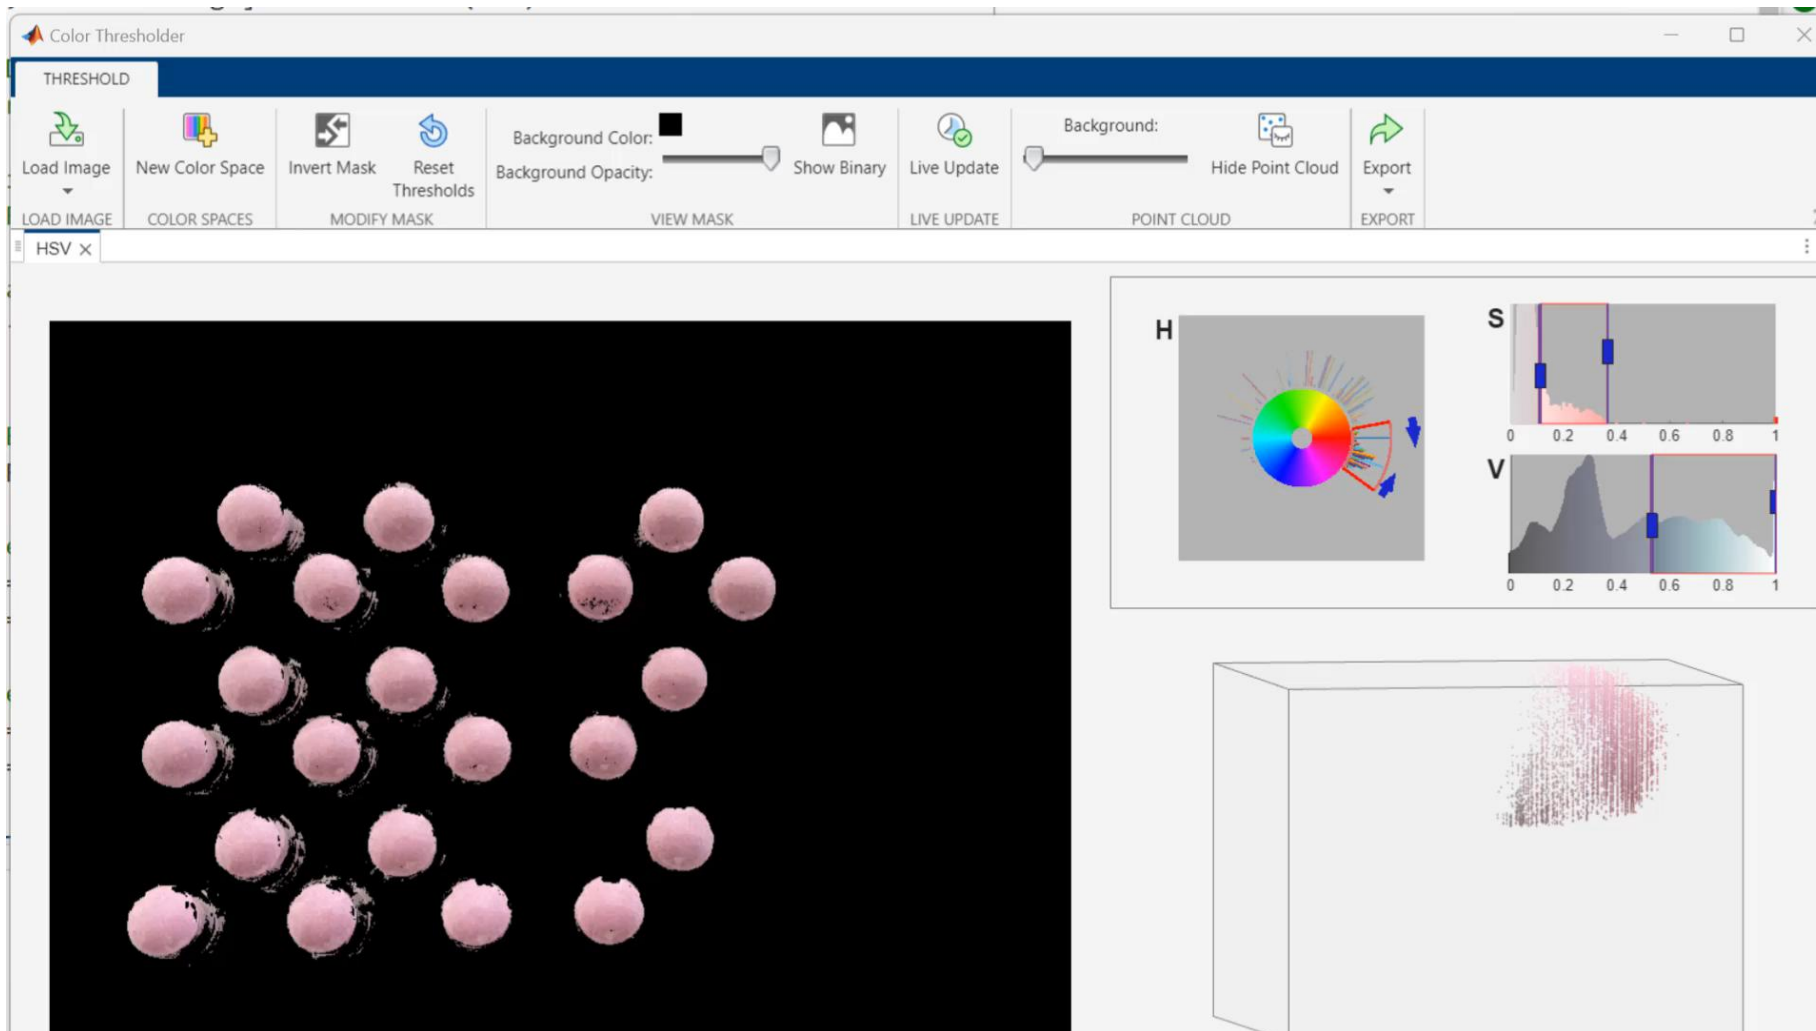 Color Thresholder
THRESHOLD
Load Image
New Color Space
Invert Mask
Reset
Thresholds
Background Color:
Background Opacity:
Show Binary
Live Update
Background:
Hide Point Cloud
Export
LOAD IMAGE
COLOR SPACES
MODIFY MASK
VIEW MASK
LIVE UPDATE
POINT CLOUD
EXPORT
HSV
H
S
0 0.2 0.4 0.6 0.8 1
V
0 0.2 0.4 0.6 0.8 1